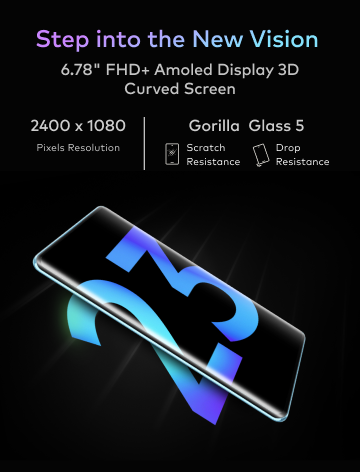 Step into the New Vision
6.78" FHD+ Amoled Display 3D
Curved Screen
2400 x 1080
Pixels Resolution
Gorilla Glass 5
Scratch
Resistance
Drop
Resistance
23